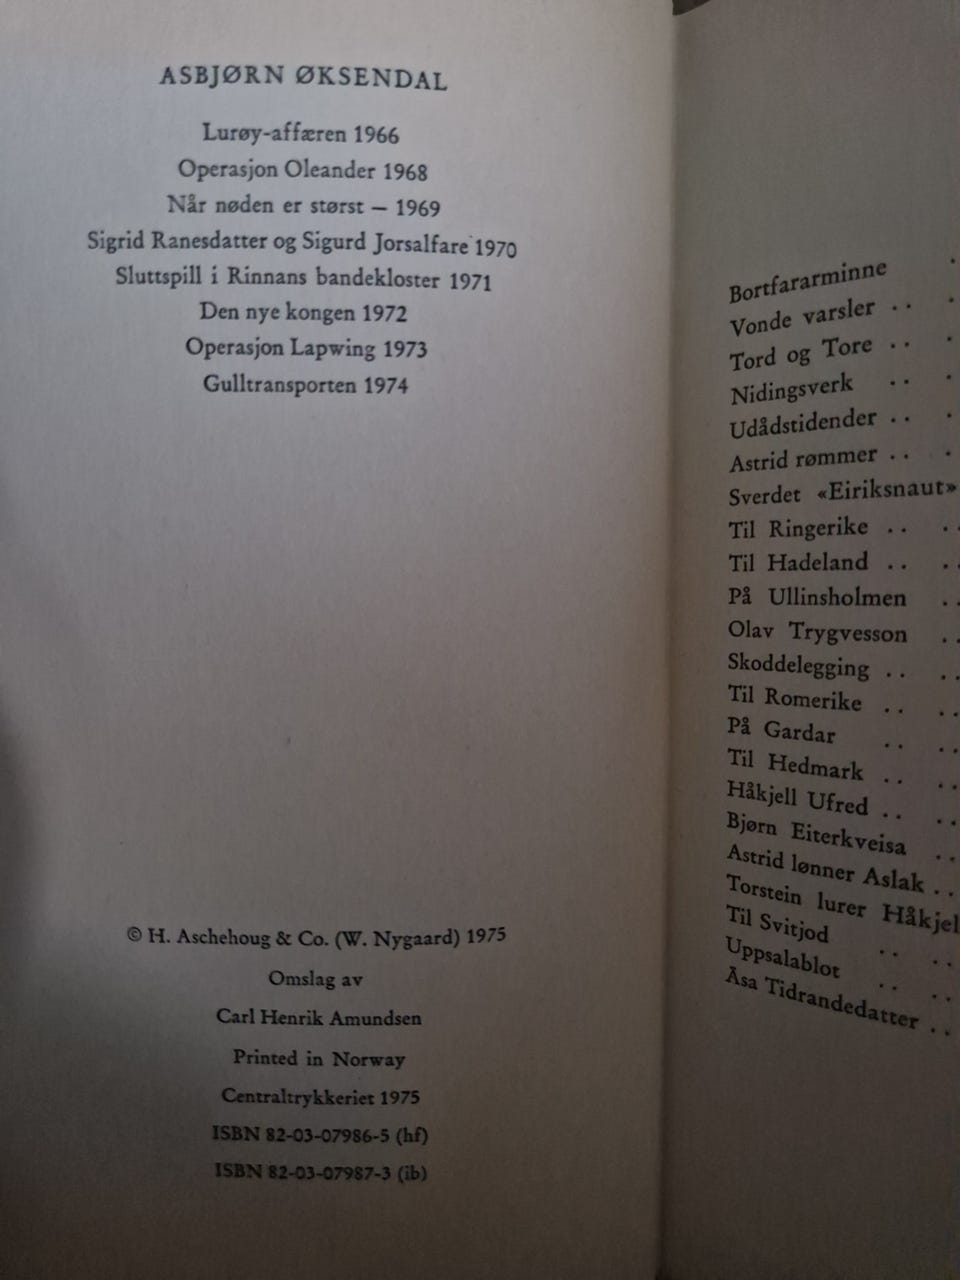 ASBJØRN ØKSENDAL
Lurøy-affæren 1966
Operasjon Oleander 1968
Når nøden er størst – 1969
Sigrid Ranesdatter og Sigurd Jorsalfare 1970
Sluttspill i Rinnans bandekloster 1971
Den nye kongen 1972
Operasjon Lapwing 1973
Gulltransporten 1974
© H. Aschehoug & Co. (W. Nygaard) 1975
Omslag av
Carl Henrik Amundsen
Printed in Norway
Centraltrykkeriet 1975
ISBN 82-03-07986-5 (hf)
ISBN 82-03-07987-3 (ib)
Bortfararminne .
Vonde varsler . . .
Tord og Tore . . .
Nidingsverk . . .
Udådstidender . . .
Astrid rømmer . . .
Sverdet «Eiriksnaut»
Til Ringerike . . . .
Til Hadeland . . . .
På Ullinsholmen . .
Olav Trygvesson . .
Skoddelegging . . . .
Til Romerike . . . .
På Gardar . . . .
Til Hedmark . . . .
Håkjell Ufred . . . .
Bjørn Eiterkveisa . .
Astrid lønner Aslak . .
Torstein lurer Håkjel
Til Svitjod . . . .
Uppsalablot . . . .
Åsa Tidrandedatter . .